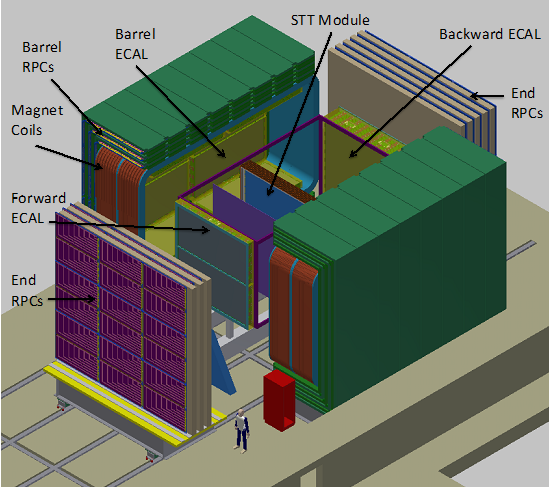 STT Module
Barrel
ECAL
Backward ECAL
Barrel
RPCs
End
RPCs
Magnet
Coils
Forward
ECAL
End
RPCs